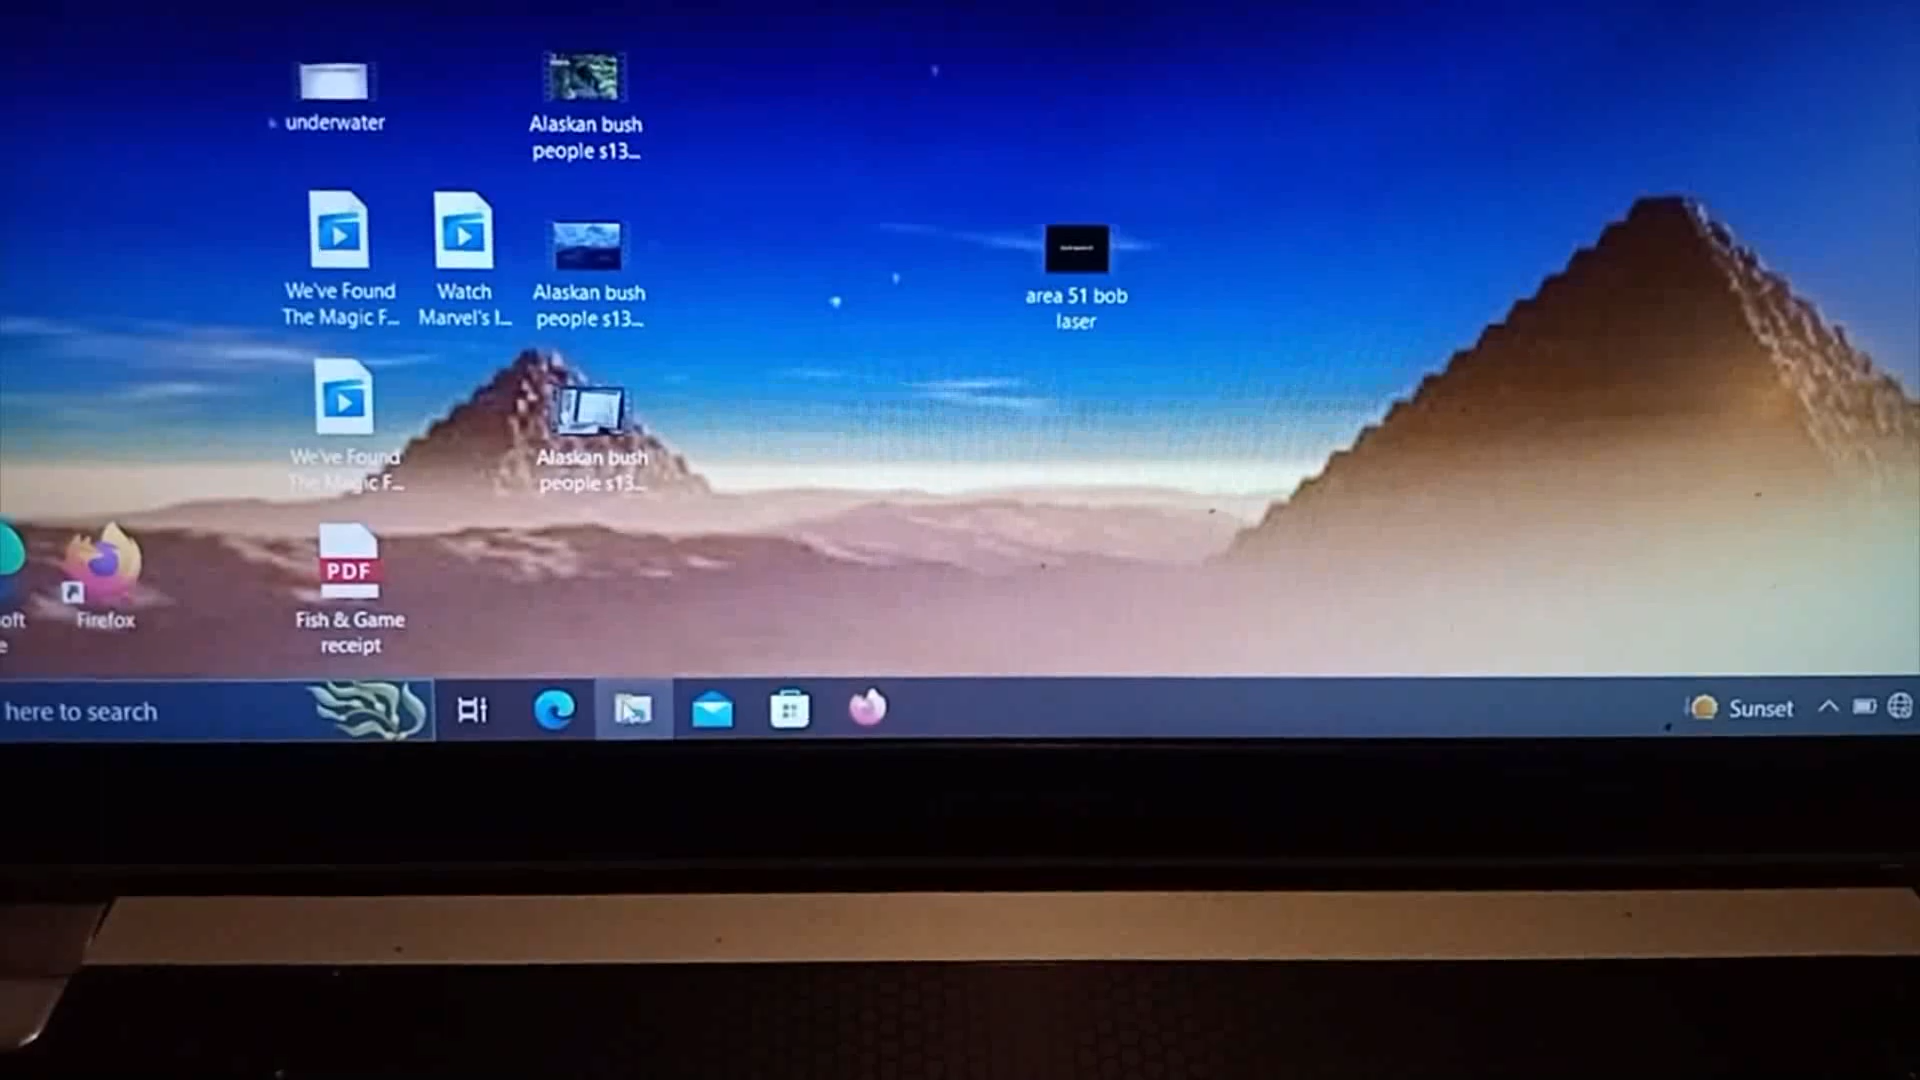 underwater
Alaskan bush
people s13...
We've Found
The Magic F...
Watch
Marvel's I...
Alaskan bush
people s13...
area 51 bob
laser
We've Found
The Magic F...
Alaskan bush
people s13...
oft
e
Firefox
PDF
Fish & Game
receipt
here to search
Sunset